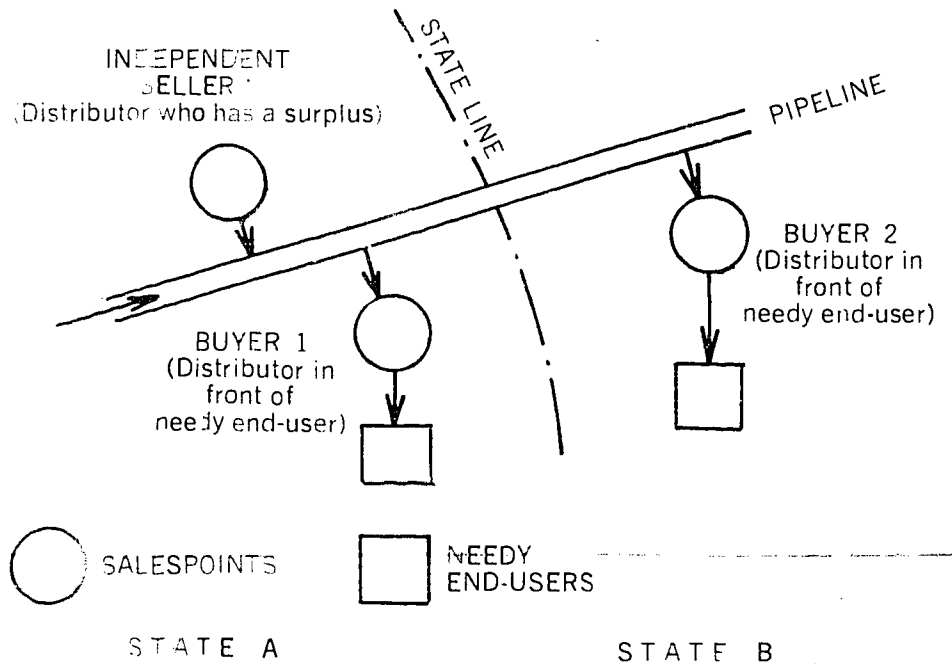 INDEPENDENT
SELLER
(Distributor who has a surplus)
STATE LINE
PIPELINE
BUYER 1
(Distributor in
front of
needy end-user)
BUYER 2
(Distributor in
front of
needy end-user)
SALESPOINTS
NEEDY
END-USERS
STATE A
STATE B